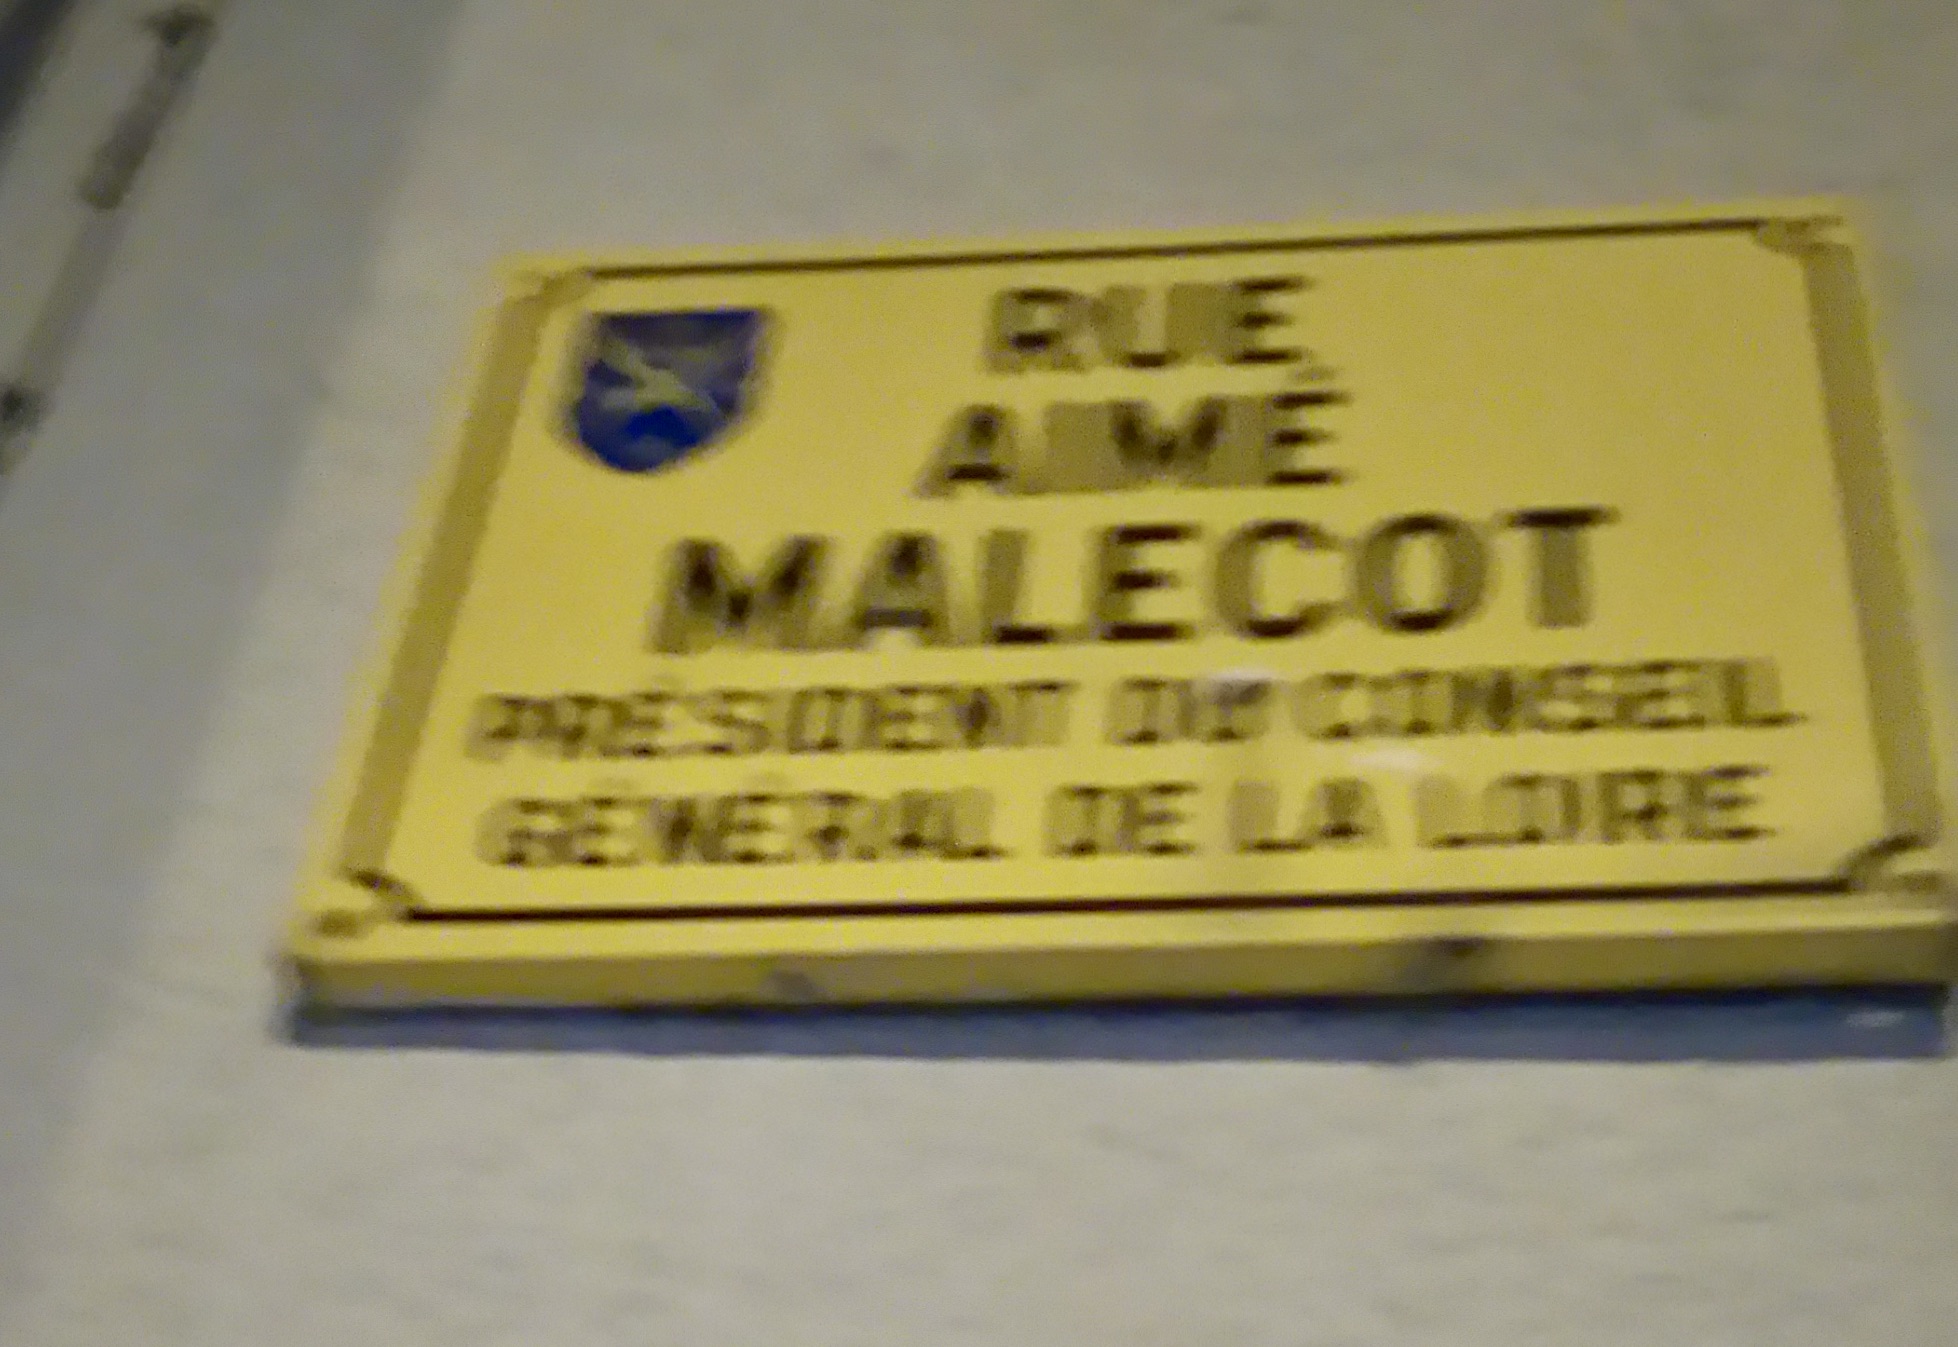 RUE
AIMÉ
MALECOT
PRÉSIDENT DU CONSEIL
GÉNÉRAL DE LA LOIRE